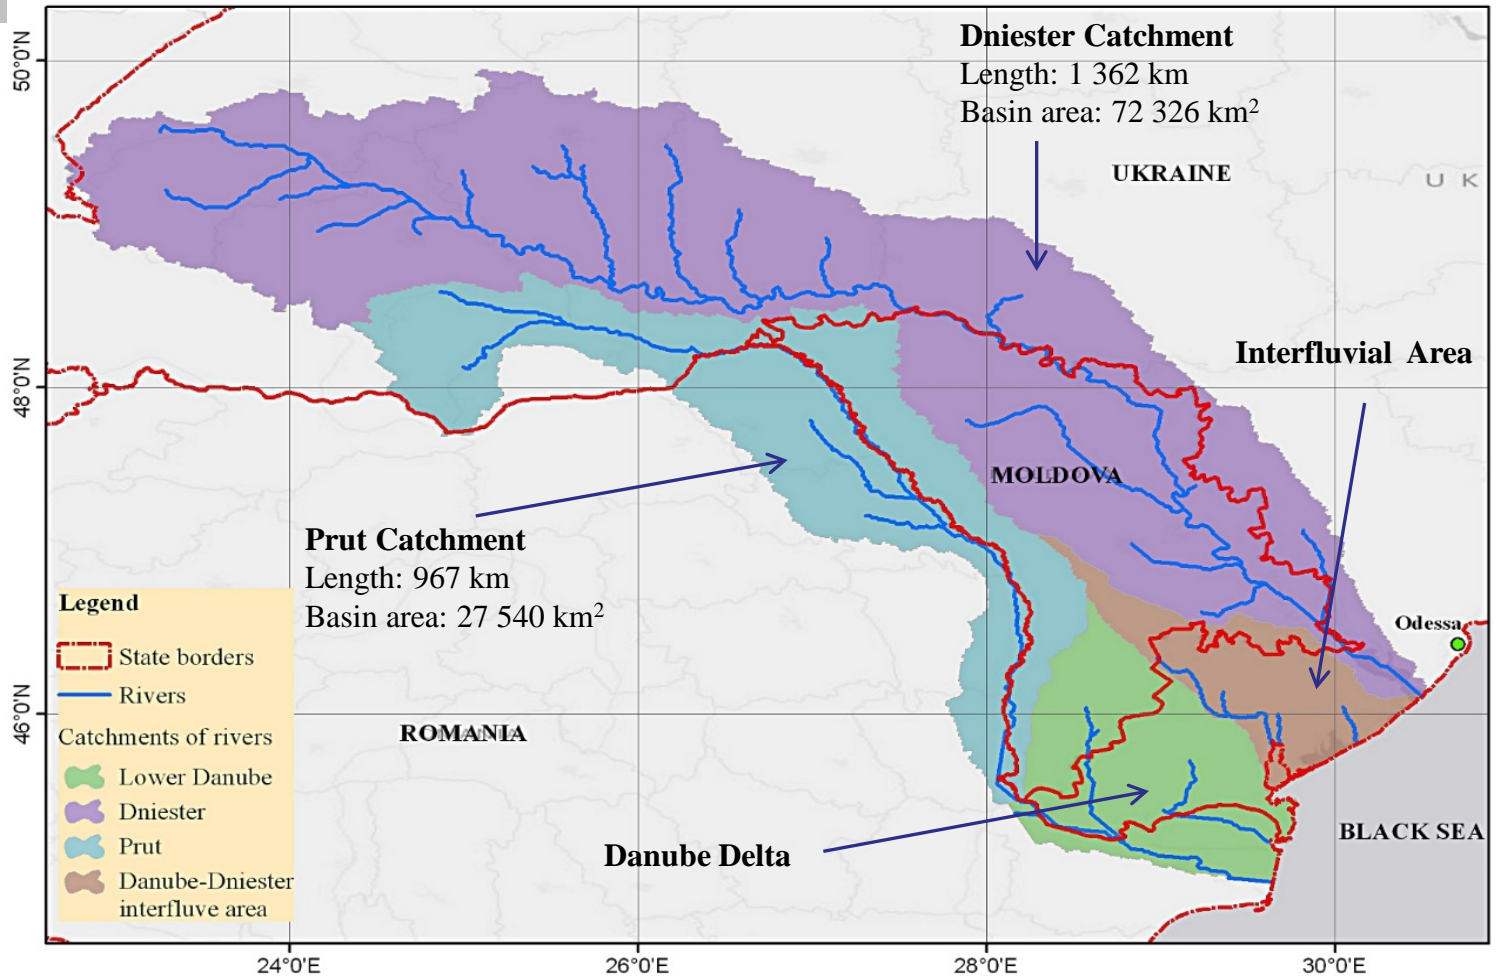 Dniester Catchment
Length: 1 362 km
Basin area: 72 326 km²
UKRAINE
U K
Interfluvial Area
MOLDOVA
Prut Catchment
Length: 967 km
Basin area: 27 540 km²
Odessa
ROMANIA
Danube Delta
BLACK SEA
Legend
State borders
Rivers
Catchments of rivers
Lower Danube
Dniester
Prut
Danube-Dniester
interfluve area
50°0'N
48°0'N
46°0'N
24°0'E
26°0'E
28°0'E
30°0'E